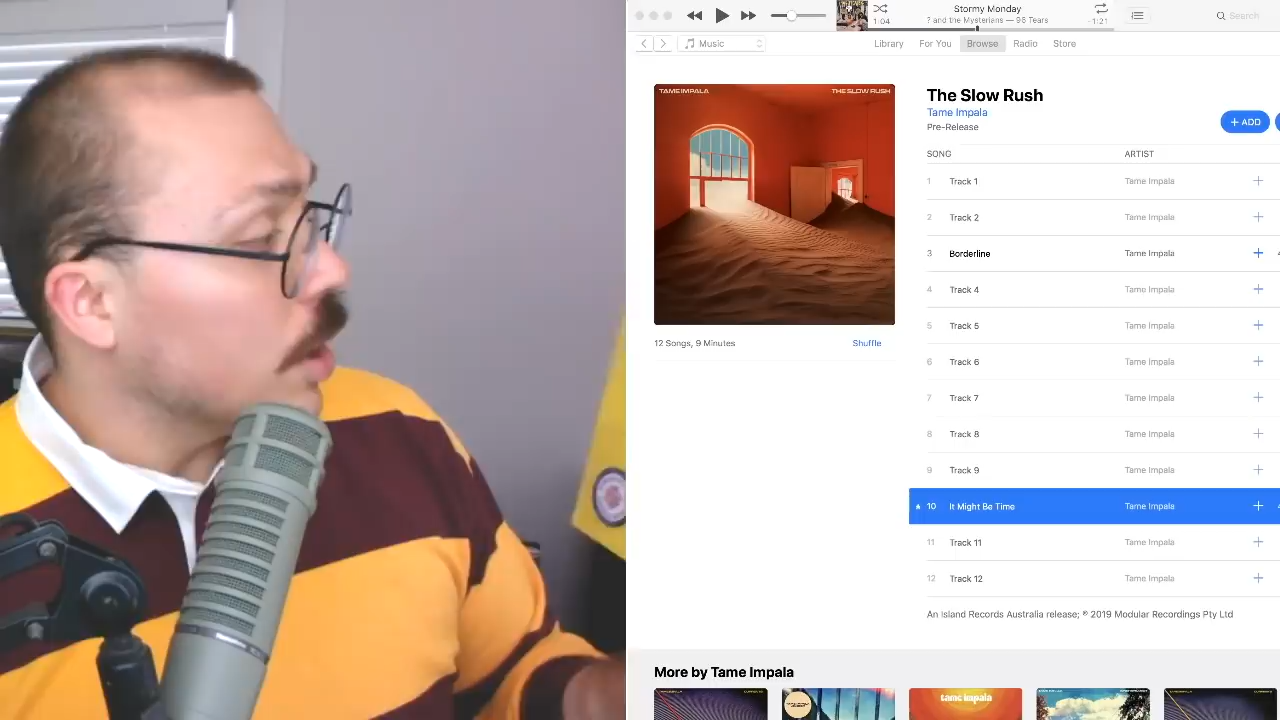 Stormy Monday
1:04
? and the Mysterians — 96 Tears
-1:21
Search
Music
Library
For You
Browse
Radio
Store
TAME IMPALA
THE SLOW RUSH
The Slow Rush
Tame Impala
Pre-Release
+ ADD
SONG ARTIST
1 Track 1 Tame Impala
2 Track 2 Tame Impala
3 Borderline Tame Impala
4 Track 4 Tame Impala
5 Track 5 Tame Impala
6 Track 6 Tame Impala
7 Track 7 Tame Impala
8 Track 8 Tame Impala
9 Track 9 Tame Impala
10 It Might Be Time Tame Impala
11 Track 11 Tame Impala
12 Track 12 Tame Impala
12 Songs, 9 Minutes
Shuffle
An Island Records Australia release; ℗ 2019 Modular Recordings Pty Ltd
More by Tame Impala
TAME IMPALA
tame impala